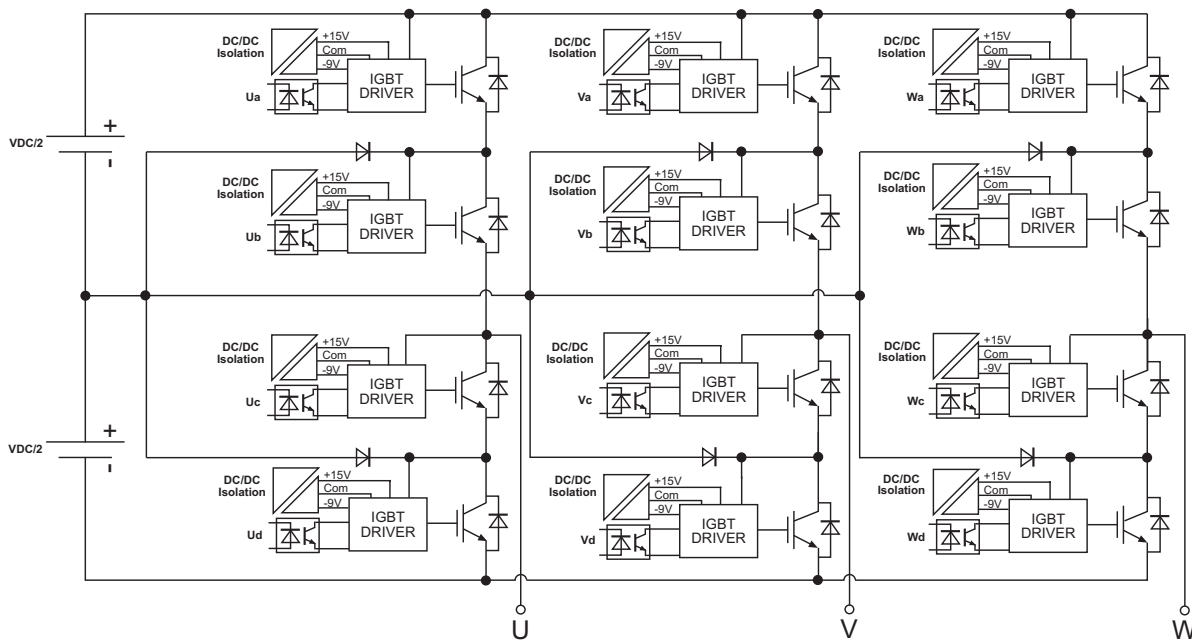 DC/DC
Isolation
+15V
Com
-9V
IGBT
DRIVER
Ua
DC/DC
Isolation
+15V
Com
-9V
IGBT
DRIVER
Va
DC/DC
Isolation
+15V
Com
-9V
IGBT
DRIVER
Wa
VDC/2
+
-
DC/DC
Isolation
+15V
Com
-9V
IGBT
DRIVER
Ub
DC/DC
Isolation
+15V
Com
-9V
IGBT
DRIVER
Vb
DC/DC
Isolation
+15V
Com
-9V
IGBT
DRIVER
Wb
DC/DC
Isolation
+15V
Com
-9V
IGBT
DRIVER
Uc
DC/DC
Isolation
+15V
Com
-9V
IGBT
DRIVER
Vc
DC/DC
Isolation
+15V
Com
-9V
IGBT
DRIVER
Wc
VDC/2
+
-
DC/DC
Isolation
+15V
Com
-9V
IGBT
DRIVER
Ud
DC/DC
Isolation
+15V
Com
-9V
IGBT
DRIVER
Vd
DC/DC
Isolation
+15V
Com
-9V
IGBT
DRIVER
Wd
U
V
W